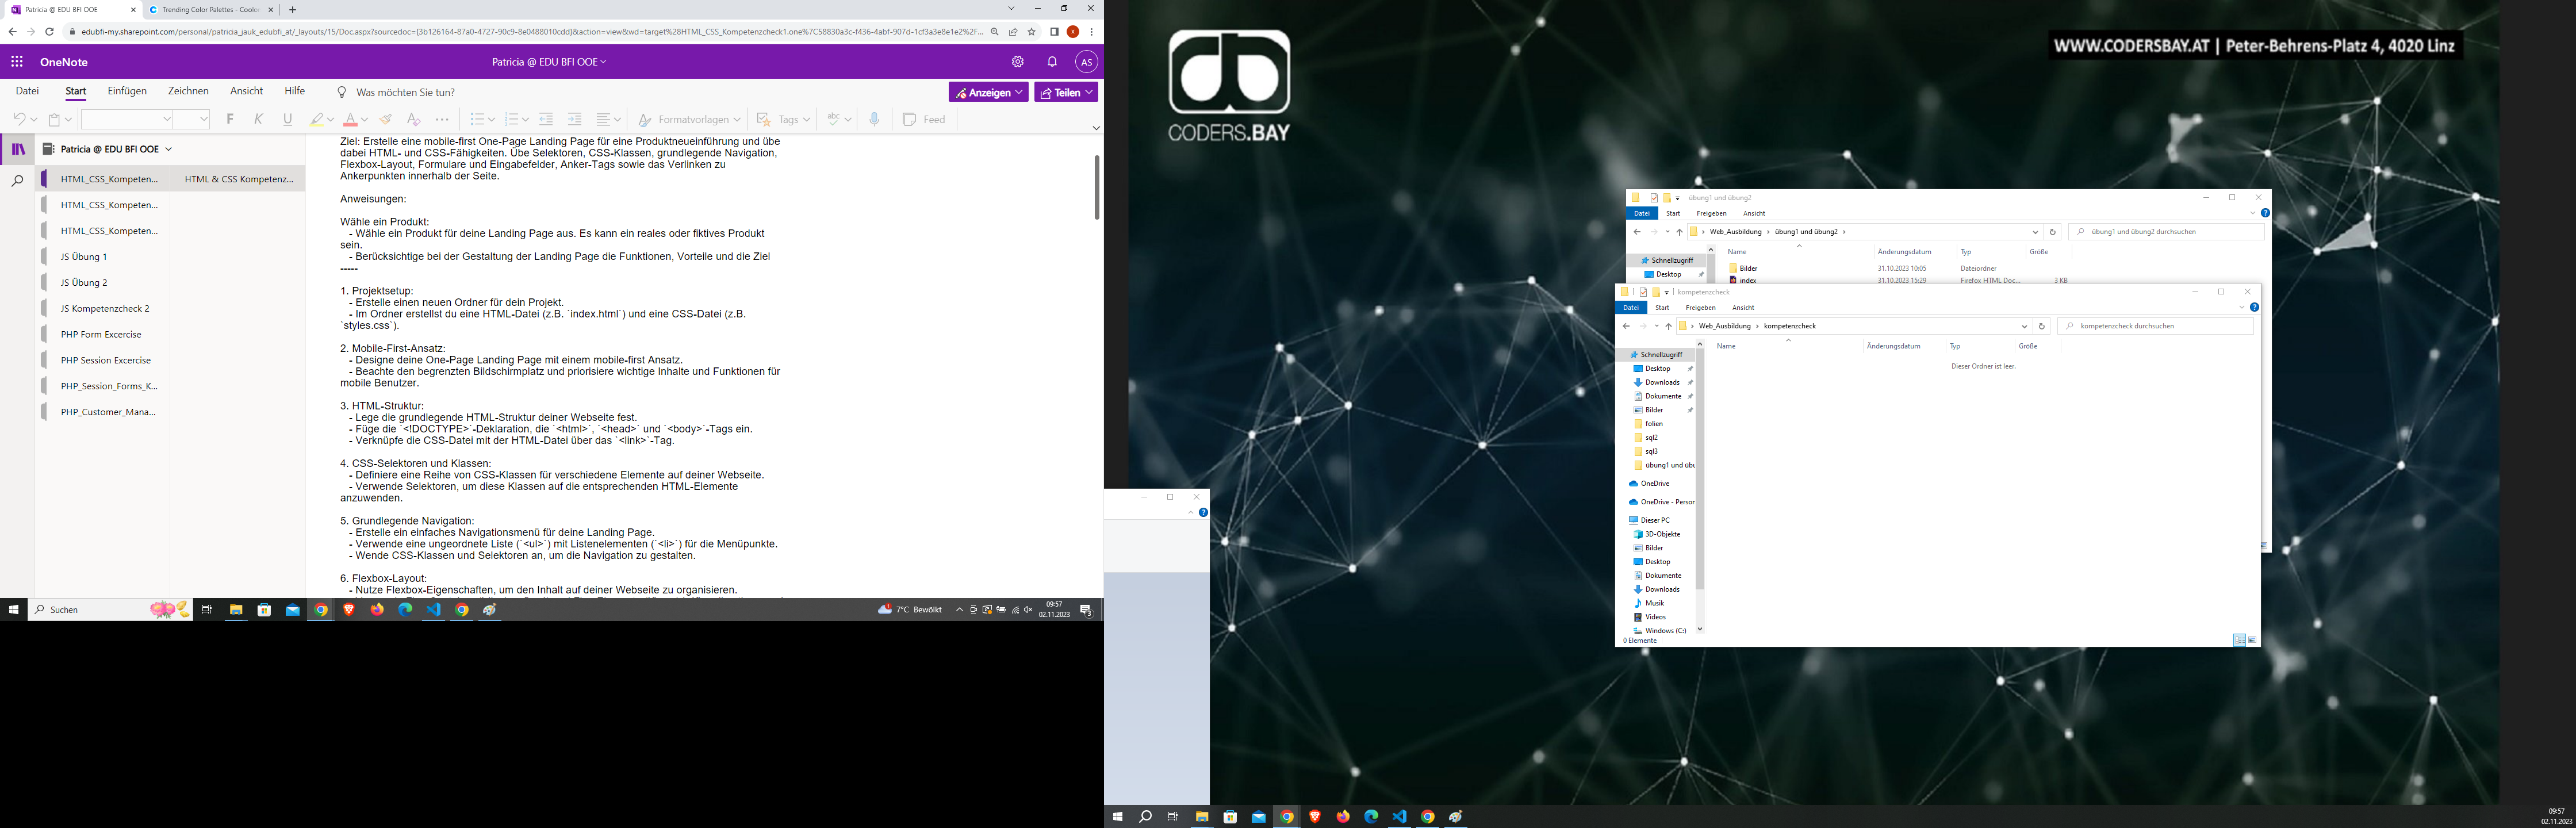 Patricia @ EDU BFI OOE
Trending Color Palettes - Coolor
edubfi-my.sharepoint.com/personal/patricia_jauk_edubfi_at/_layouts/15/Doc.aspx?sourcedoc={3b126164-87a0-4727-90c9-8e0488010cdd}&action=view&wd=target%28HTML_CSS_Kompetenzcheck1.one%7C58830a3c-f436-4abf-907d-1cf3a3e8e1e2%2F...
OneNote
Patricia @ EDU BFI OOE
AS
Datei Start Einfügen Zeichnen Ansicht Hilfe Was möchten Sie tun? Anzeigen Teilen
F K U A Formatvorlagen Tags abc Feed
Patricia @ EDU BFI OOE
HTML_CSS_Kompeten...
HTML & CSS Kompetenz...
HTML_CSS_Kompeten...
HTML_CSS_Kompeten...
JS Übung 1
JS Übung 2
JS Kompetenzcheck 2
PHP Form Excercise
PHP Session Excercise
PHP_Session_Forms_K...
PHP_Customer_Mana...
Ziel: Erstelle eine mobile-first One-Page Landing Page für eine Produktneueinführung und übe
dabei HTML- und CSS-Fähigkeiten. Übe Selektoren, CSS-Klassen, grundlegende Navigation,
Flexbox-Layout, Formulare und Eingabefelder, Anker-Tags sowie das Verlinken zu
Ankerpunkten innerhalb der Seite.
Anweisungen:
Wähle ein Produkt:
- Wähle ein Produkt für deine Landing Page aus. Es kann ein reales oder fiktives Produkt
sein.
- Berücksichtige bei der Gestaltung der Landing Page die Funktionen, Vorteile und die Ziel
-----
1. Projektsetup:
- Erstelle einen neuen Ordner für dein Projekt.
- Im Ordner erstellst du eine HTML-Datei (z.B. `index.html`) und eine CSS-Datei (z.B.
`styles.css`).
2. Mobile-First-Ansatz:
- Designe deine One-Page Landing Page mit einem mobile-first Ansatz.
- Beachte den begrenzten Bildschirmplatz und priorisiere wichtige Inhalte und Funktionen für
mobile Benutzer.
3. HTML-Struktur:
- Lege die grundlegende HTML-Struktur deiner Webseite fest.
- Füge die `<!DOCTYPE>`-Deklaration, die `<html>`, `<head>` und `<body>`-Tags ein.
- Verknüpfe die CSS-Datei mit der HTML-Datei über das `<link>`-Tag.
4. CSS-Selektoren und Klassen:
- Definiere eine Reihe von CSS-Klassen für verschiedene Elemente auf deiner Webseite.
- Verwende Selektoren, um diese Klassen auf die entsprechenden HTML-Elemente
anzuwenden.
5. Grundlegende Navigation:
- Erstelle ein einfaches Navigationsmenü für deine Landing Page.
- Verwende eine ungeordnete Liste (`<ul>`) mit Listenelementen (`<li>`) für die Menüpunkte.
- Wende CSS-Klassen und Selektoren an, um die Navigation zu gestalten.
6. Flexbox-Layout:
- Nutze Flexbox-Eigenschaften, um den Inhalt auf deiner Webseite zu organisieren.
Suchen
7°C Bewölkt
09:57
02.11.2023
3
CODERS.BAY
WWW.CODERSBAY.AT | Peter-Behrens-Platz 4, 4020 Linz
übung1 und übung2
Datei Start Freigeben Ansicht
Web_Ausbildung übung1 und übung2
übung1 und übung2 durchsuchen
Name Änderungsdatum Typ Größe
Schnellzugriff
Desktop
Bilder 31.10.2023 10:05 Dateiordner
index 31.10.2023 15:29 Firefox HTML Doc... 3 KB
kompetenzcheck
Datei Start Freigeben Ansicht
Web_Ausbildung kompetenzcheck
kompetenzcheck durchsuchen
Name Änderungsdatum Typ Größe
Dieser Ordner ist leer.
Schnellzugriff
Desktop
Downloads
Dokumente
Bilder
folien
sql2
sql3
übung1 und übu
OneDrive
OneDrive - Person
Dieser PC
3D-Objekte
Bilder
Desktop
Dokumente
Downloads
Musik
Videos
Windows (C:)
0 Elemente
09:57
02.11.2023